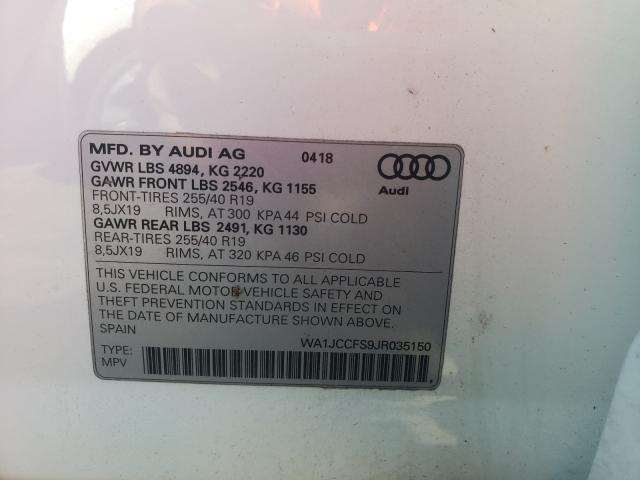 MFD. BY AUDI AG 0418
GVWR LBS 4894, KG 2220
GAWR FRONT LBS 2546, KG 1155
FRONT-TIRES 255/40 R19
8,5JX19 RIMS, AT 300 KPA 44 PSI COLD
GAWR REAR LBS 2491, KG 1130
REAR-TIRES 255/40 R19
8,5JX19 RIMS, AT 320 KPA 46 PSI COLD
Audi
THIS VEHICLE CONFORMS TO ALL APPLICABLE
U.S. FEDERAL MOTOR VEHICLE SAFETY AND
THEFT PREVENTION STANDARDS IN EFFECT ON
THE DATE OF MANUFACTURE SHOWN ABOVE.
SPAIN
WA1JCCFS9JR035150
TYPE:
MPV